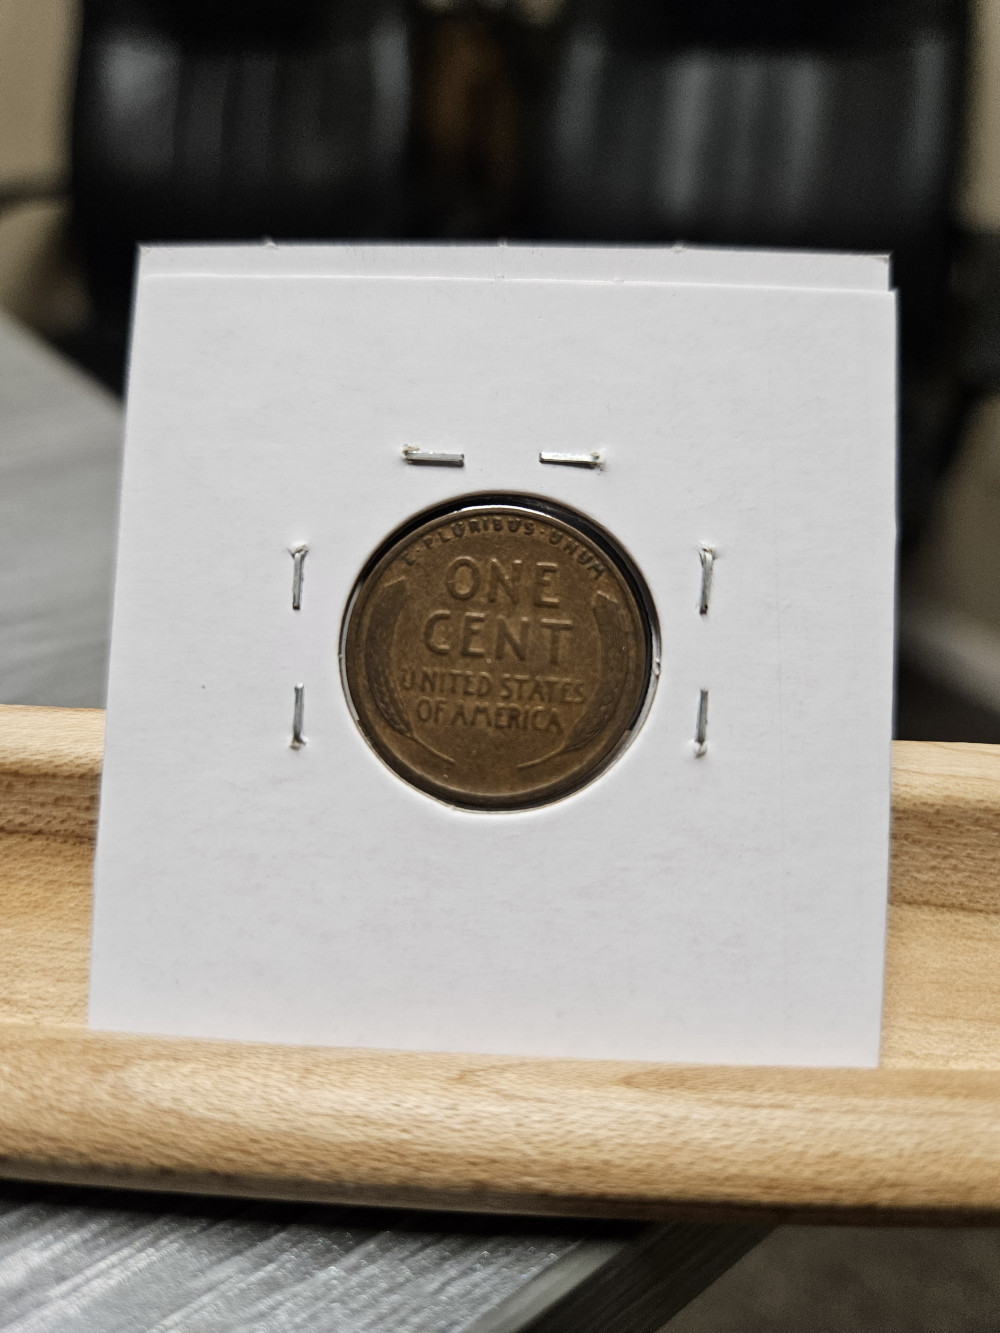 E·PLURIBUS·UNUM
ONE
CENT
UNITED STATES
OF AMERICA